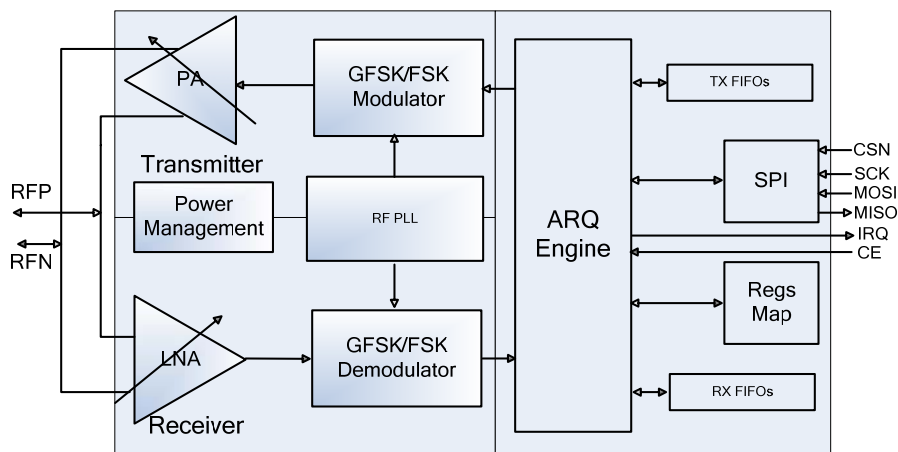 PA
GFSK/FSK
Modulator
Transmitter
Power
Management
RF PLL
RFP
RFN
LNA
Receiver
GFSK/FSK
Demodulator
ARQ
Engine
TX FIFOs
SPI
CSN
SCK
MOSI
MISO
IRQ
CE
Regs
Map
RX FIFOs